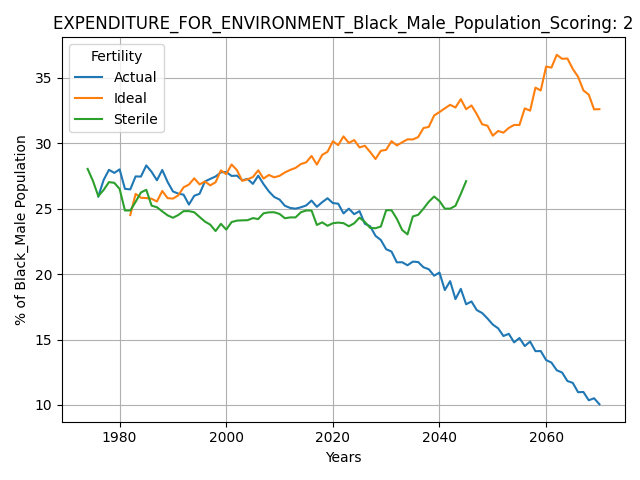 EXPENDITURE_FOR_ENVIRONMENT_Black_Male_Population_Scoring: 2
Fertility
Actual
Ideal
Sterile
% of Black_Male Population
35
30
25
20
15
10
1980
2000
2020
2040
2060
Years